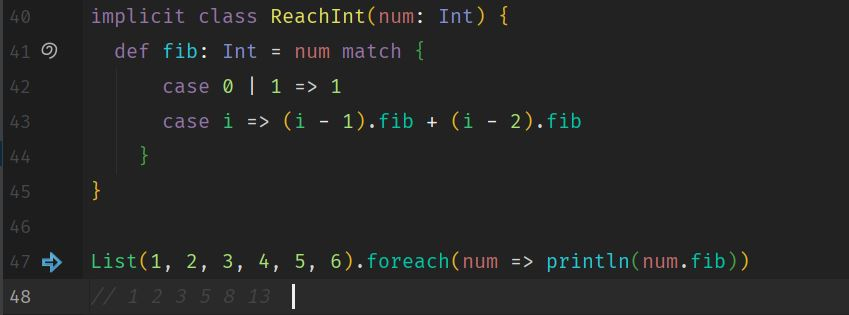 40 implicit class ReachInt(num: Int) {
41 def fib: Int = num match {
42 case 0 | 1 => 1
43 case i => (i - 1).fib + (i - 2).fib
44 }
45 }
46
47 List(1, 2, 3, 4, 5, 6).foreach(num => println(num.fib))
48 // 1 2 3 5 8 13